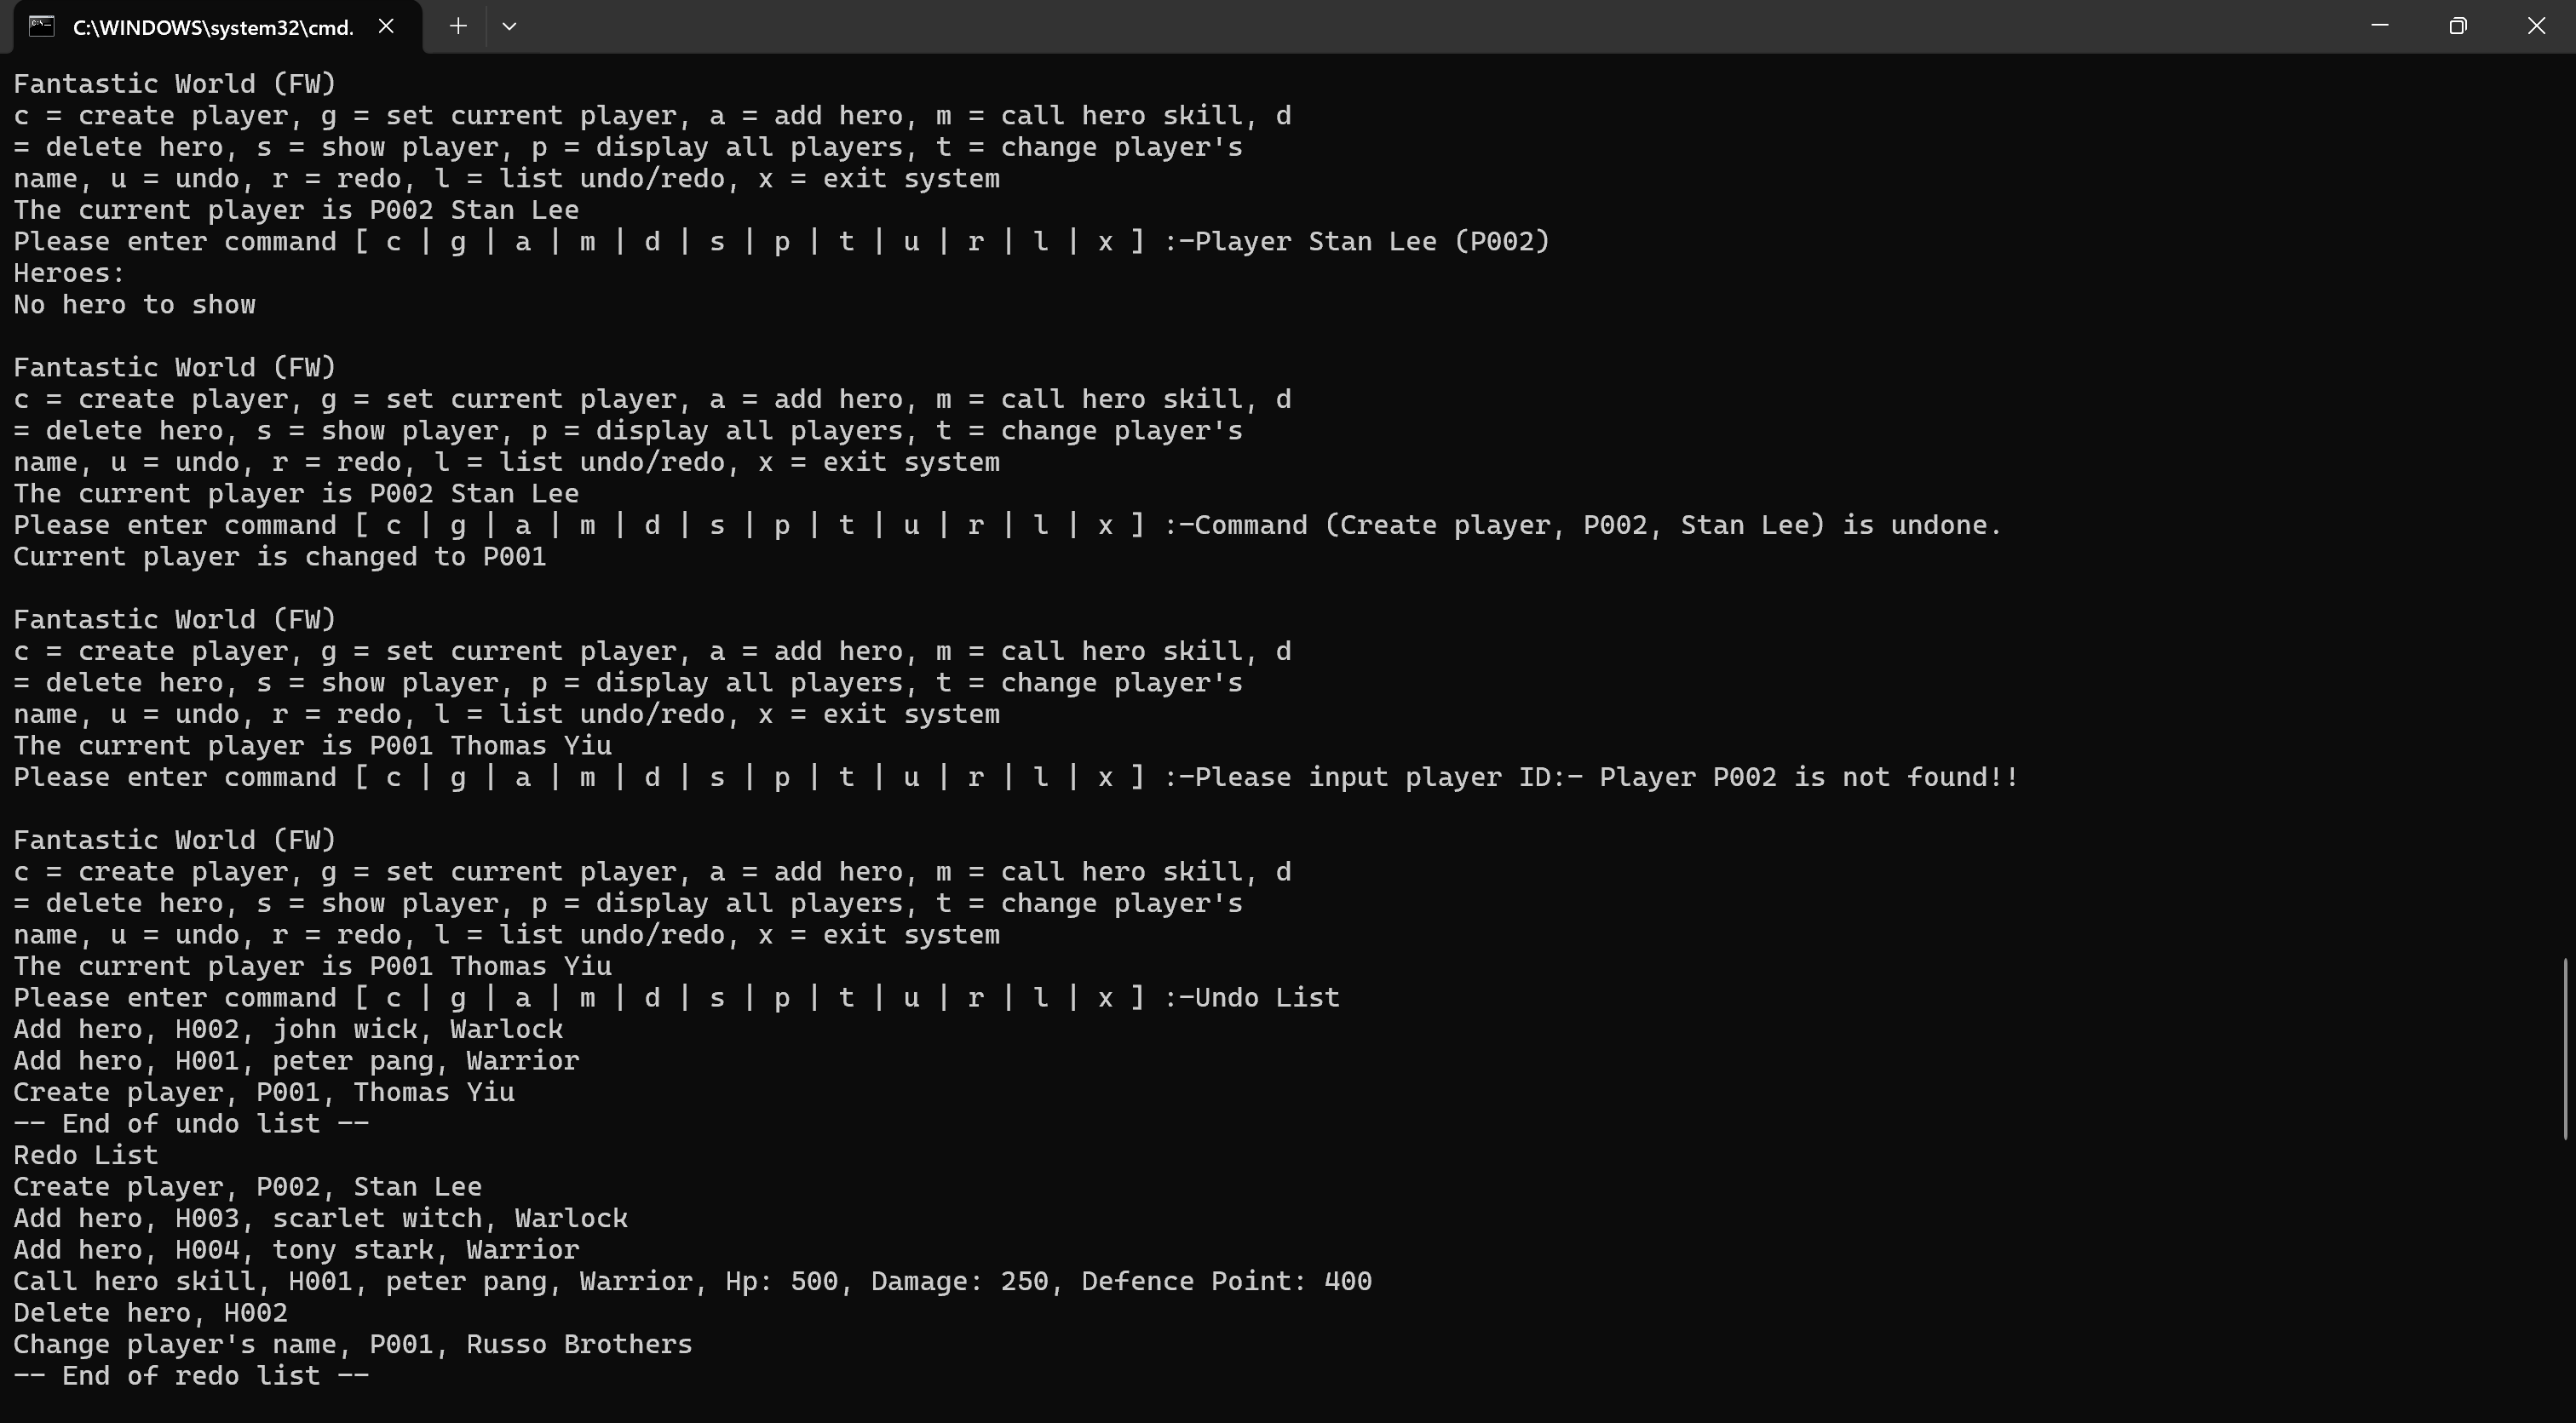 C:\WINDOWS\system32\cmd.
Fantastic World (FW)
c = create player, g = set current player, a = add hero, m = call hero skill, d
= delete hero, s = show player, p = display all players, t = change player's
name, u = undo, r = redo, l = list undo/redo, x = exit system
The current player is P002 Stan Lee
Please enter command [ c | g | a | m | d | s | p | t | u | r | l | x ] :-Player Stan Lee (P002)
Heroes:
No hero to show
Fantastic World (FW)
c = create player, g = set current player, a = add hero, m = call hero skill, d
= delete hero, s = show player, p = display all players, t = change player's
name, u = undo, r = redo, l = list undo/redo, x = exit system
The current player is P002 Stan Lee
Please enter command [ c | g | a | m | d | s | p | t | u | r | l | x ] :-Command (Create player, P002, Stan Lee) is undone.
Current player is changed to P001
Fantastic World (FW)
c = create player, g = set current player, a = add hero, m = call hero skill, d
= delete hero, s = show player, p = display all players, t = change player's
name, u = undo, r = redo, l = list undo/redo, x = exit system
The current player is P001 Thomas Yiu
Please enter command [ c | g | a | m | d | s | p | t | u | r | l | x ] :-Please input player ID:- Player P002 is not found!!
Fantastic World (FW)
c = create player, g = set current player, a = add hero, m = call hero skill, d
= delete hero, s = show player, p = display all players, t = change player's
name, u = undo, r = redo, l = list undo/redo, x = exit system
The current player is P001 Thomas Yiu
Please enter command [ c | g | a | m | d | s | p | t | u | r | l | x ] :-Undo List
Add hero, H002, john wick, Warlock
Add hero, H001, peter pang, Warrior
Create player, P001, Thomas Yiu
-- End of undo list --
Redo List
Create player, P002, Stan Lee
Add hero, H003, scarlet witch, Warlock
Add hero, H004, tony stark, Warrior
Call hero skill, H001, peter pang, Warrior, Hp: 500, Damage: 250, Defence Point: 400
Delete hero, H002
Change player's name, P001, Russo Brothers
-- End of redo list --